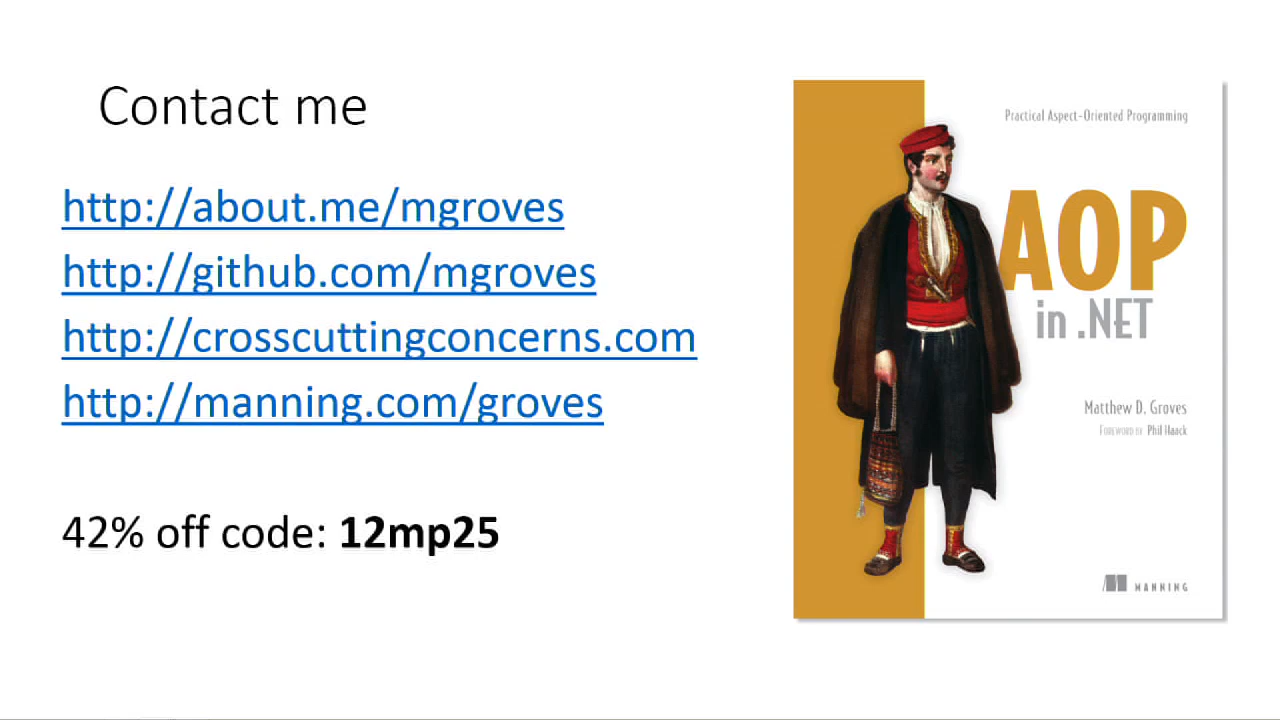 Contact me
http://about.me/mgroves
http://github.com/mgroves
http://crosscuttingconcerns.com
http://manning.com/groves
42% off code: 12mp25
Practical Aspect-Oriented Programming
AOP
in .NET
Matthew D. Groves
Foreword by Phil Haack
MANNING